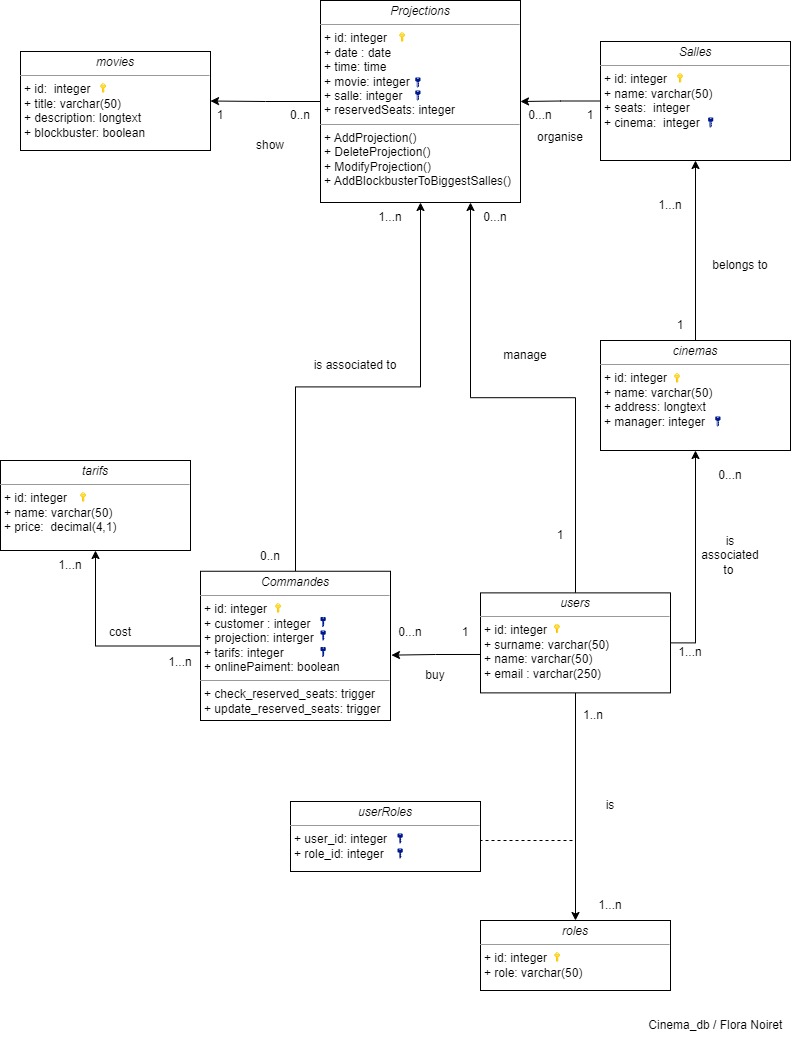 Projections
+ id: integer
+ date : date
+ time: time
+ movie: integer
+ salle: integer
+ reservedSeats: integer
+ AddProjection()
+ DeleteProjection()
+ ModifyProjection()
+ AddBlockbusterToBiggestSalles()
movies
+ id:  integer
+ title: varchar(50)
+ description: longtext
+ blockbuster: boolean
1
0..n
show
Salles
+ id: integer
+ name: varchar(50)
+ seats:  integer
+ cinema:  integer
0...n
1
organise
1...n
0...n
1...n
belongs to
1
is associated to
manage
cinemas
+ id: integer
+ name: varchar(50)
+ address: longtext
+ manager: integer
tarifs
+ id: integer
+ name: varchar(50)
+ price:  decimal(4,1)
0...n
is
associated
to
1
1...n
0..n
Commandes
+ id: integer
+ customer : integer
+ projection: interger
+ tarifs: integer
+ onlinePaiment: boolean
+ check_reserved_seats: trigger
+ update_reserved_seats: trigger
cost
1...n
0...n
1
buy
users
+ id: integer
+ surname: varchar(50)
+ name: varchar(50)
+ email : varchar(250)
1...n
1..n
is
userRoles
+ user_id: integer
+ role_id: integer
1...n
roles
+ id: integer
+ role: varchar(50)
Cinema_db / Flora Noiret